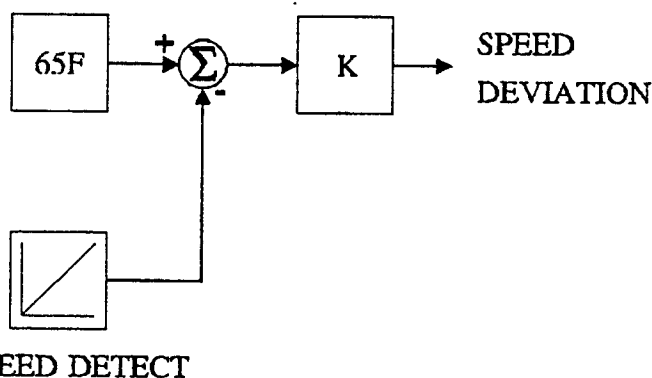 65F
+
Σ
-
K
SPEED
DEVIATION
EED DETECT